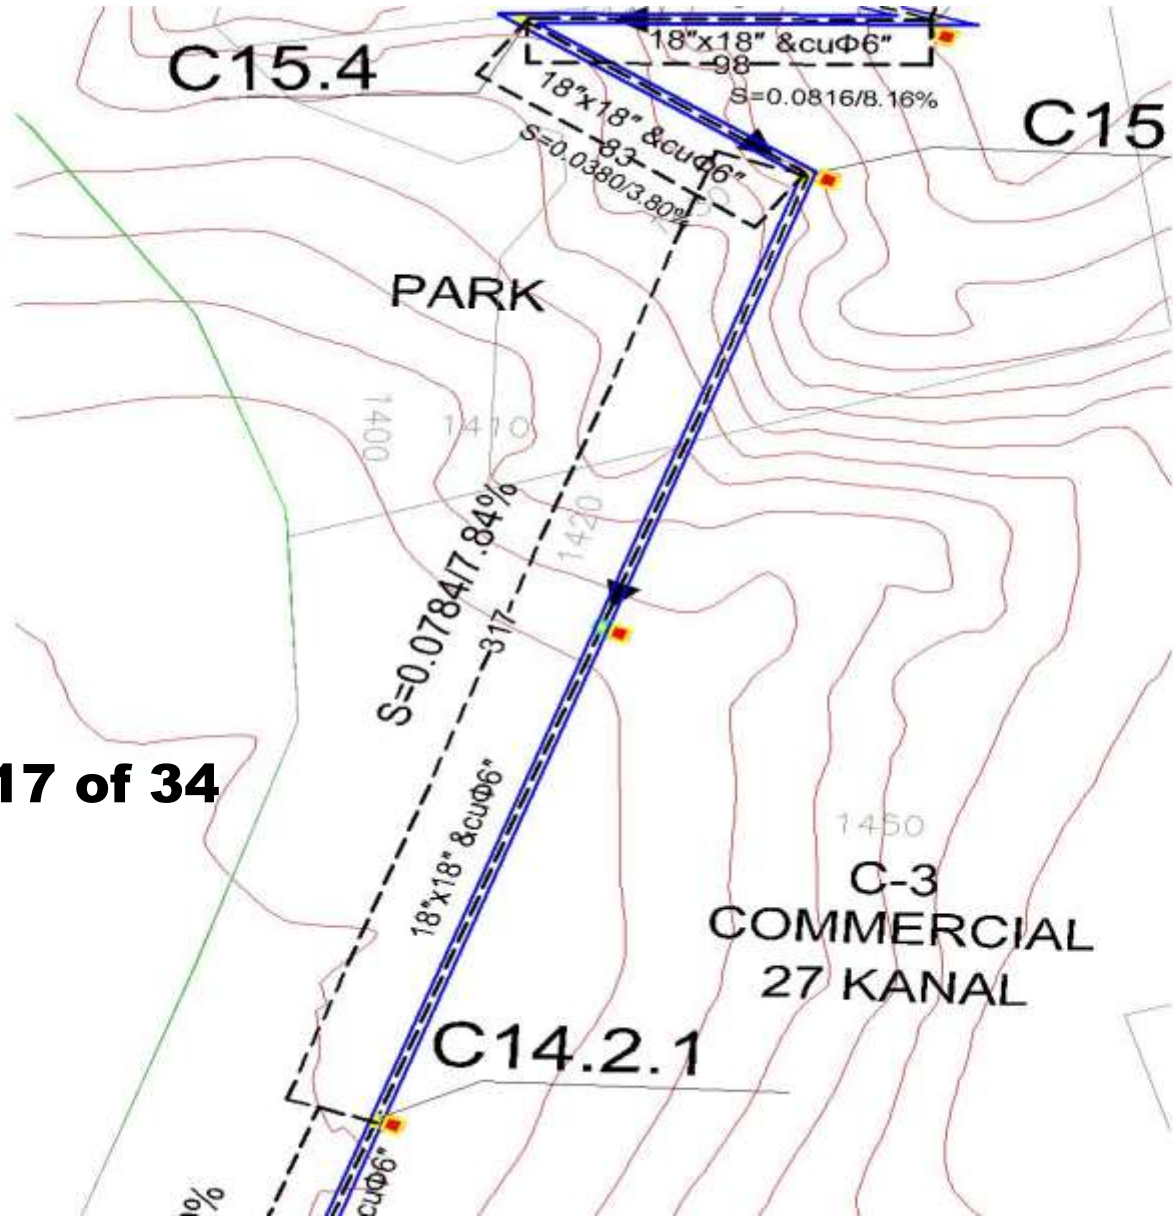 18"x18" &cuΦ6"
98
S=0.0816/8.16%
C15.4
18"x18" &cuΦ6"
83
S=0.0380/3.80%
C15
PARK
1400
1410
1420
S=0.0784/7.84%
317
17 of 34
18"x18" &cuΦ6"
1450
C-3
COMMERCIAL
27 KANAL
C14.2.1
cuΦ6"
%